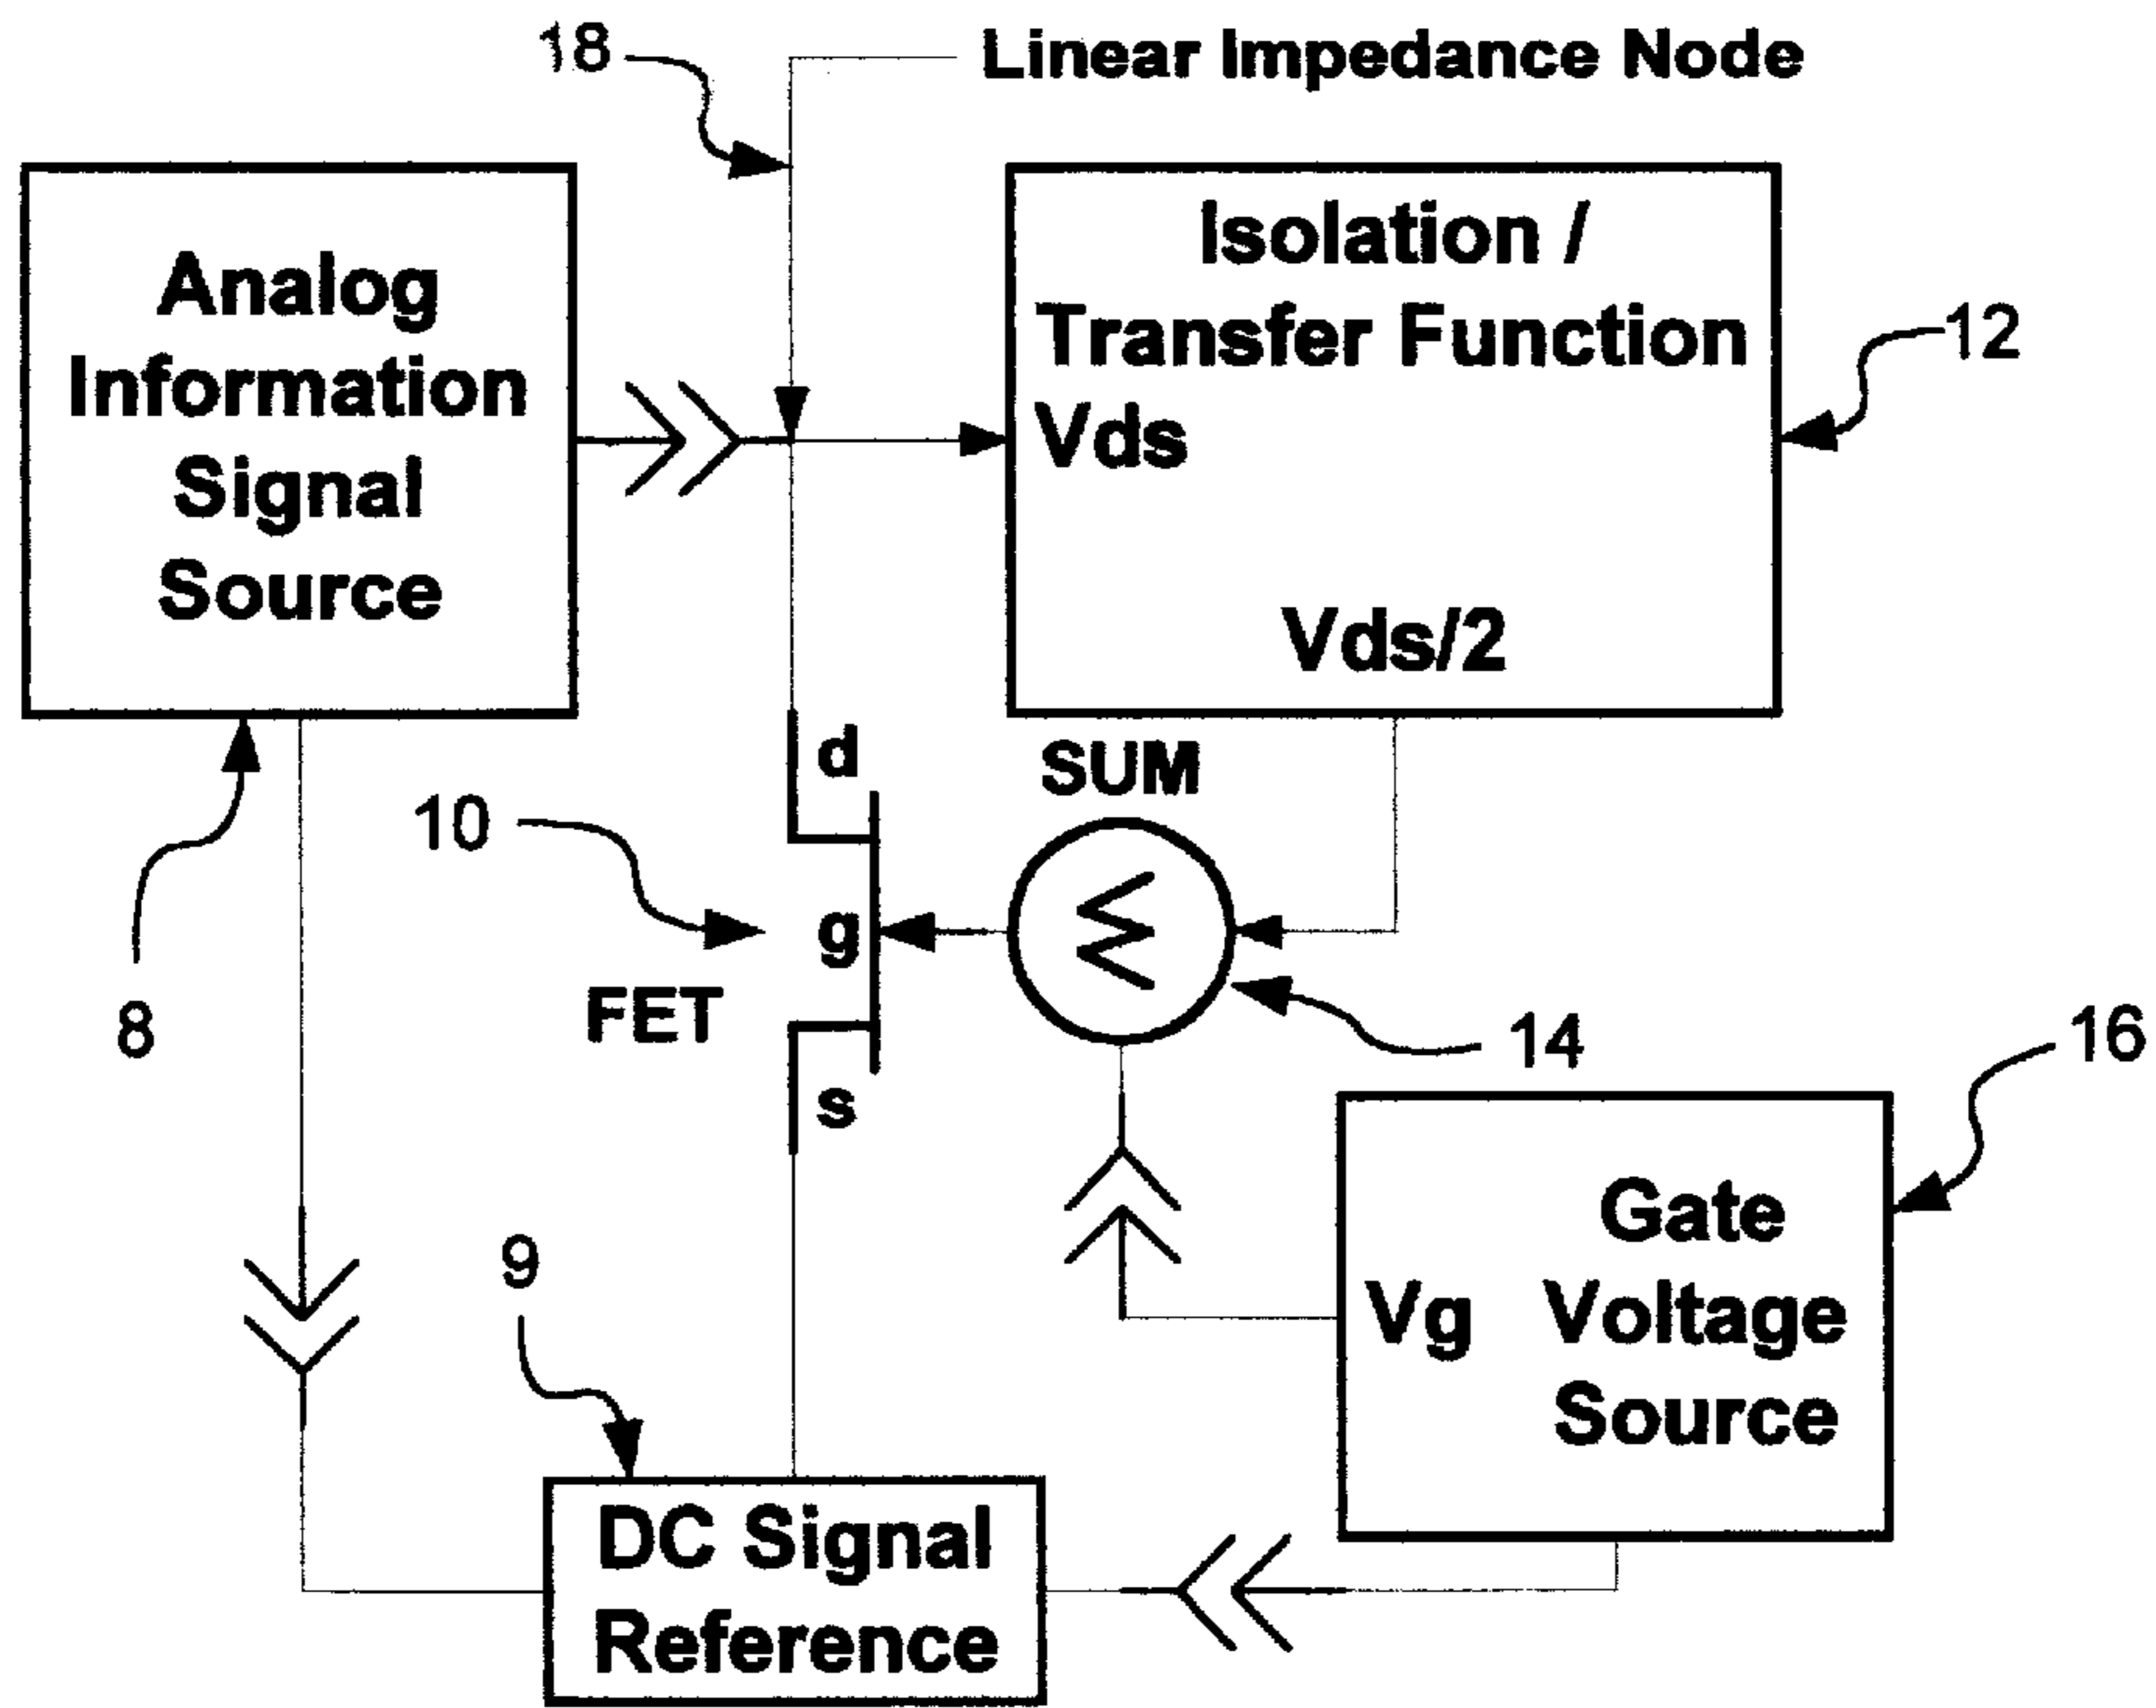 18
Linear Impedance Node
Analog
Information
Signal
Source
Isolation /
Transfer Function
Vds
Vds/2
12
d
SUM
10
g
Σ
FET
s
8
14
16
9
Gate
Vg Voltage
Source
DC Signal
Reference